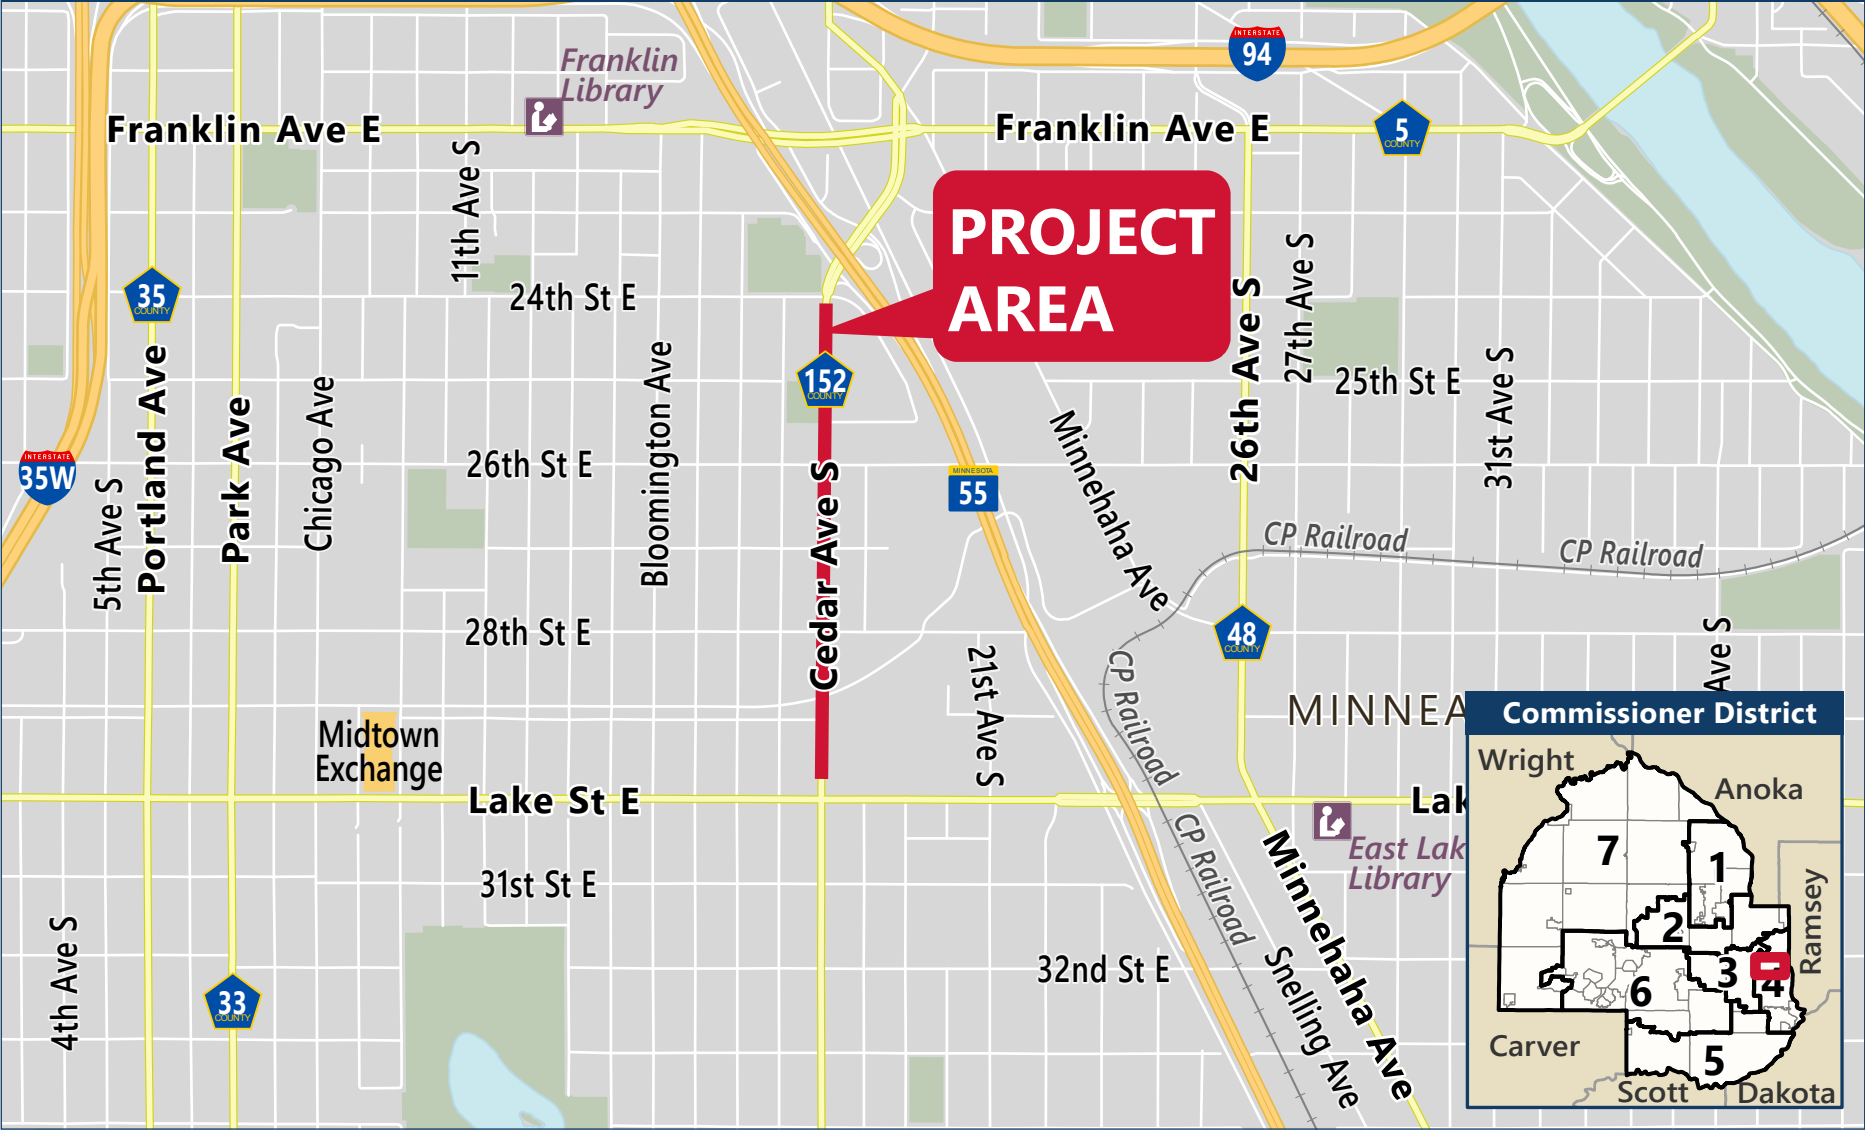 INTERSTATE
94
Franklin
Library
Franklin Ave E
Franklin Ave E
5
COUNTY
11th Ave S
PROJECT
AREA
35
COUNTY
24th St E
26th Ave S
27th Ave S
25th St E
31st Ave S
Portland Ave
Park Ave
Chicago Ave
Bloomington Ave
152
COUNTY
Minnehaha Ave
INTERSTATE
35W
5th Ave S
26th St E
Cedar Ave S
MINNESOTA
55
CP Railroad
CP Railroad
28th St E
48
COUNTY
21st Ave S
CP Railroad
Ave S
MINNEA
Midtown
Exchange
Lake St E
Lak
East Lak
Library
CP Railroad
Minnehaha Ave
31st St E
32nd St E
Snelling Ave
4th Ave S
33
COUNTY
Commissioner District
Wright
Anoka
7
1
2
Ramsey
3
4
6
Carver
5
Scott
Dakota